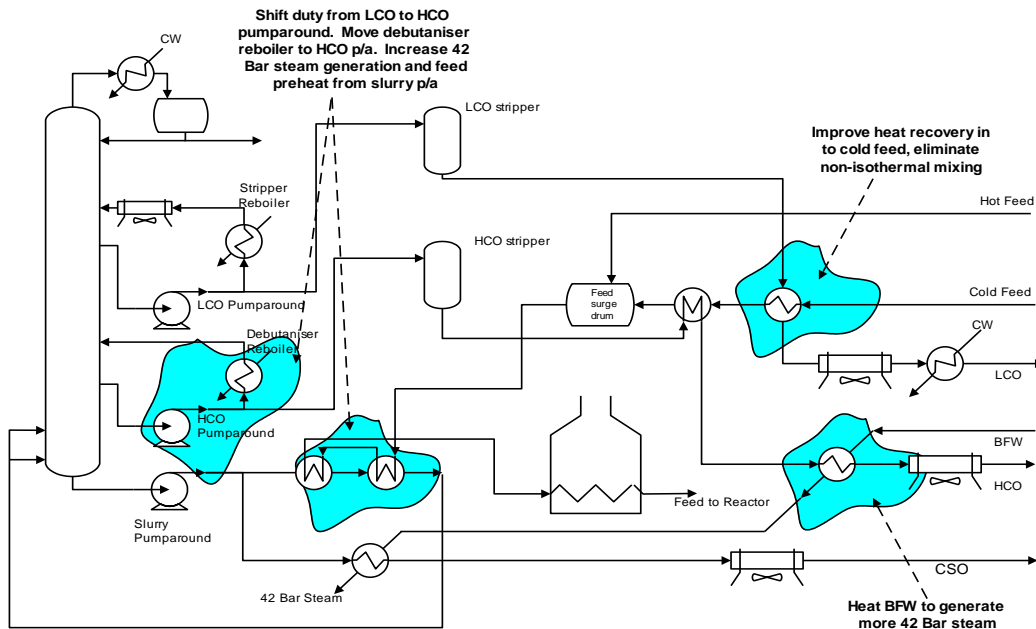 Shift duty from LCO to HCO
pumparound. Move debutaniser
reboiler to HCO p/a. Increase 42
Bar steam generation and feed
preheat from slurry p/a
CW
LCO stripper
Improve heat recovery in
to cold feed, eliminate
non-isothermal mixing
Stripper
Reboiler
Hot Feed
HCO stripper
Feed
surge
drum
Cold Feed
LCO Pumparound
Debutaniser
Reboiler
CW
LCO
HCO
Pumparound
BFW
HCO
Feed to Reactor
Slurry
Pumparound
CSO
42 Bar Steam
Heat BFW to generate
more 42 Bar steam